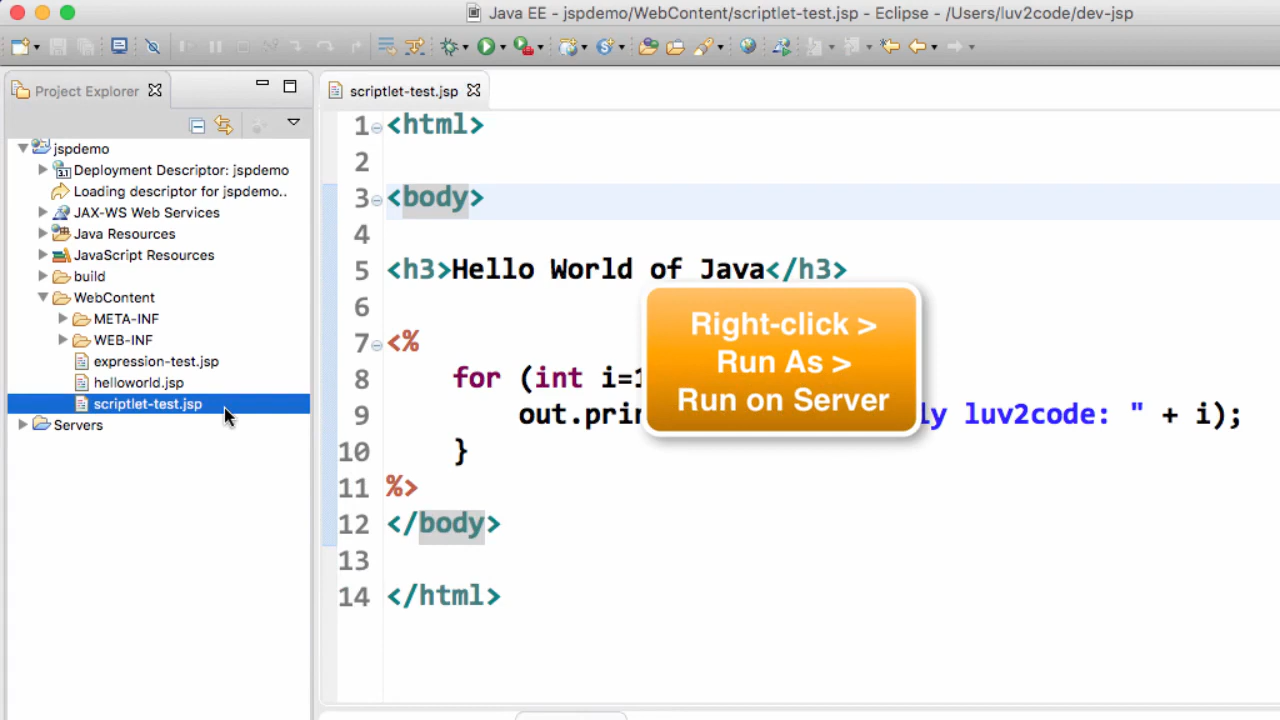 Java EE - jspdemo/WebContent/scriptlet-test.jsp - Eclipse - /Users/luv2code/dev-jsp
Project Explorer
jspdemo
3.1 Deployment Descriptor: jspdemo
Loading descriptor for jspdemo..
JAX-WS Web Services
Java Resources
JavaScript Resources
build
WebContent
META-INF
WEB-INF
expression-test.jsp
helloworld.jsp
scriptlet-test.jsp
Servers
scriptlet-test.jsp
1 <html>
2
3 <body>
4
5 <h3>Hello World of Java</h3>
6
7 <%
8 for (int i=
9 out.prin ly luv2code: " + i);
10 }
11 %>
12 </body>
13
14 </html>
Right-click >
Run As >
Run on Server